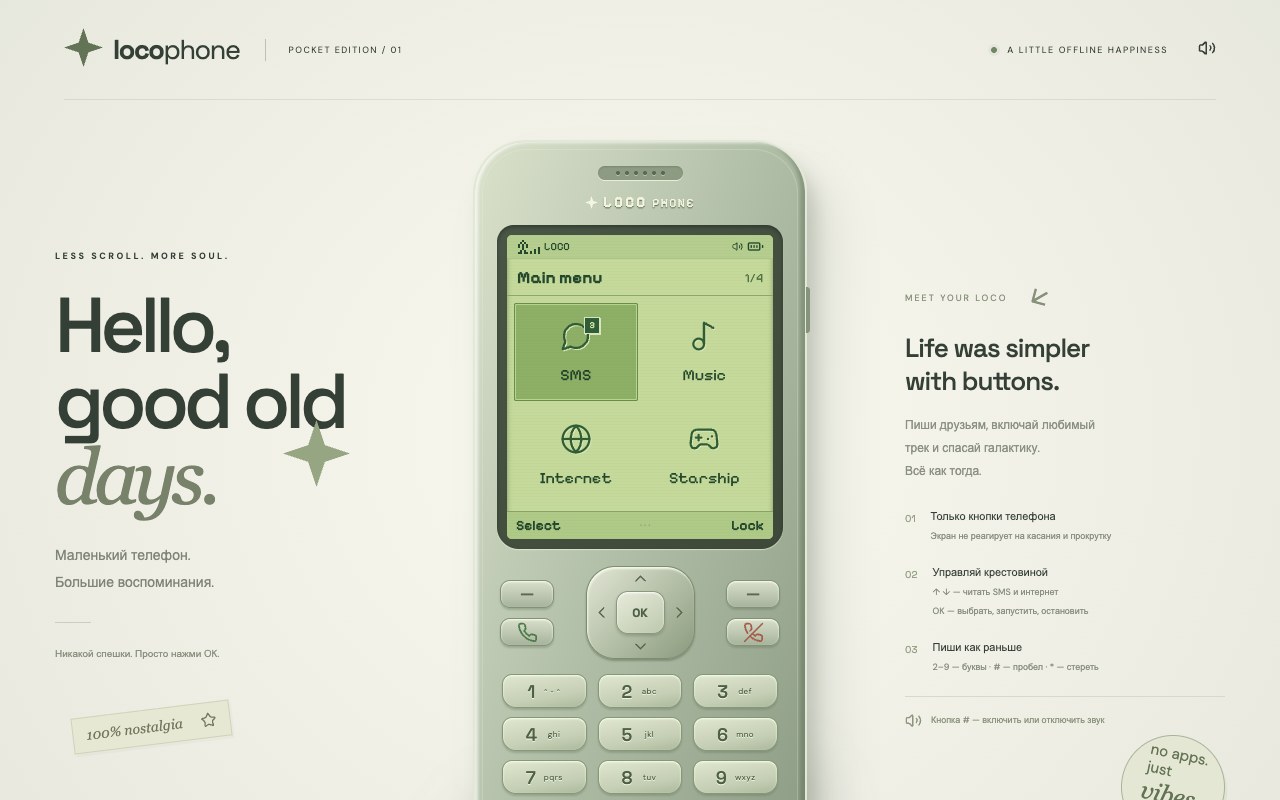 locophone
POCKET EDITION / 01
A LITTLE OFFLINE HAPPINESS
LESS SCROLL. MORE SOUL.
Hello,
good old
days.
Маленький телефон.
Большие воспоминания.
Никакой спешки. Просто нажми OK.
100% nostalgia
LOCO PHONE
LOCO
Main menu 1/4
3
SMS
Music
Internet
Starship
Select
Lock
OK
1
2 abc
3 def
4 ghi
5 jkl
6 mno
7 pqrs
8 tuv
9 wxyz
MEET YOUR LOCO
Life was simpler
with buttons.
Пиши друзьям, включай любимый
трек и спасай галактику.
Всё как тогда.
01 Только кнопки телефона
Экран не реагирует на касания и прокрутку
02 Управляй крестовиной
↑ ↓ — читать SMS и интернет
OK — выбрать, запустить, остановить
03 Пиши как раньше
2–9 — буквы · # — пробел · * — стереть
Кнопка # — включить или отключить звук
no apps.
just
vibes